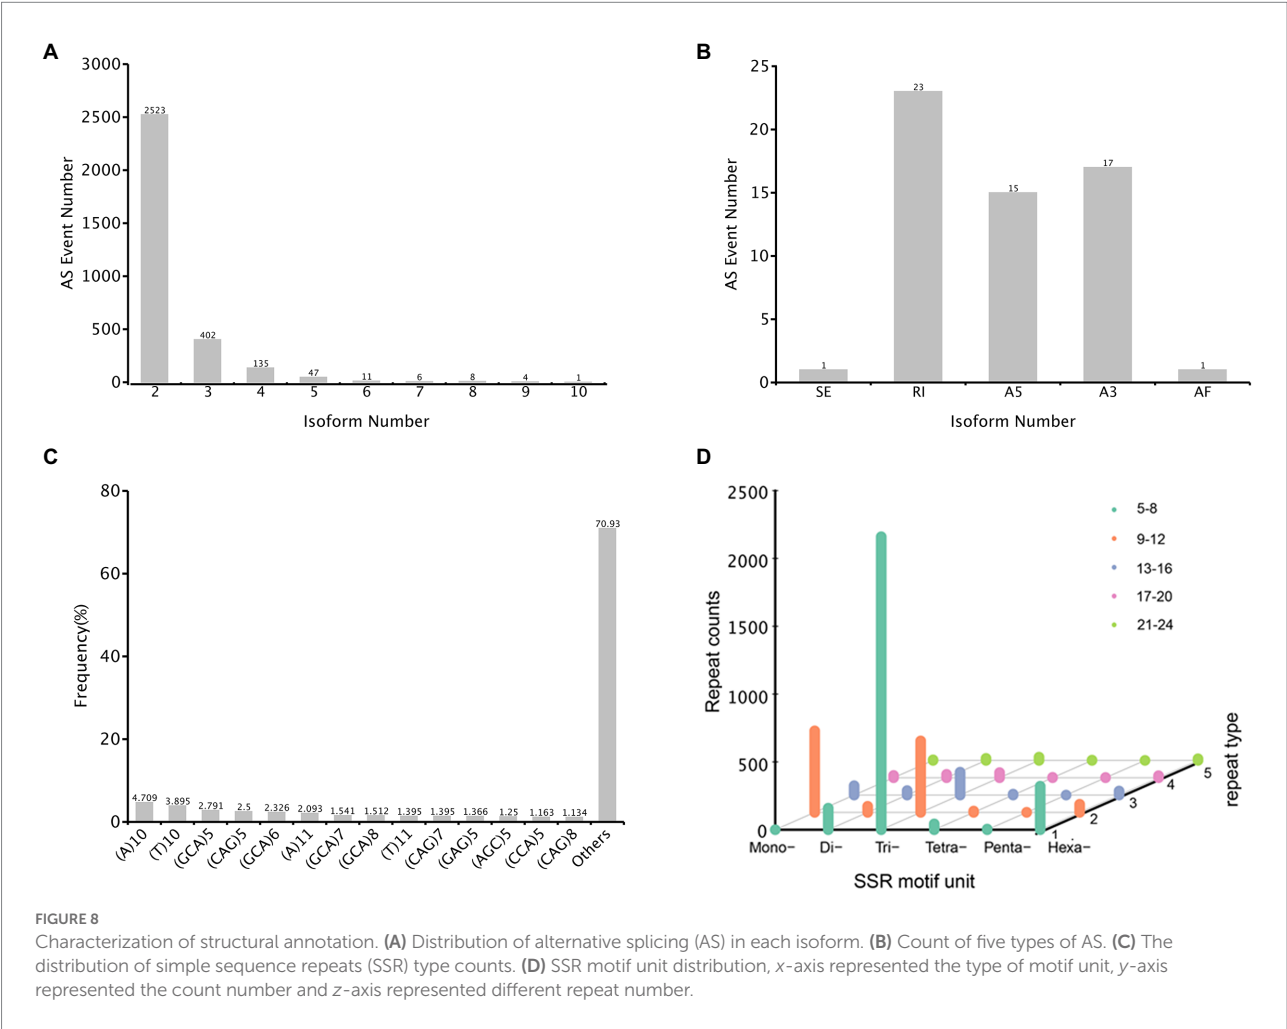 A
3000
2500
2000
1500
1000
500
0
AS Event Number
2523
402
135
47
11
6
8
4
1
2 3 4 5 6 7 8 9 10
Isoform Number
B
25
20
15
10
5
0
AS Event Number
1
23
15
17
1
SE RI A5 A3 AF
Isoform Number
C
80
60
40
20
0
Frequency(%)
4.709
3.895
2.791
2.5
2.326
2.093
1.541
1.512
1.395
1.395
1.366
1.25
1.163
1.134
70.93
(A)10
(T)10
(GCA)5
(CAG)5
(GCA)6
(A)11
(GCA)7
(GCA)8
(T)11
(CAG)7
(GAG)5
(AGC)5
(CCA)5
(CAG)8
Others
D
2500
2000
1500
1000
500
0
Repeat counts
5-8
9-12
13-16
17-20
21-24
repeat type
1
2
3
4
5
Mono– Di– Tri– Tetra– Penta– Hexa–
SSR motif unit
FIGURE 8
Characterization of structural annotation. (A) Distribution of alternative splicing (AS) in each isoform. (B) Count of five types of AS. (C) The
distribution of simple sequence repeats (SSR) type counts. (D) SSR motif unit distribution, x-axis represented the type of motif unit, y-axis
represented the count number and z-axis represented different repeat number.